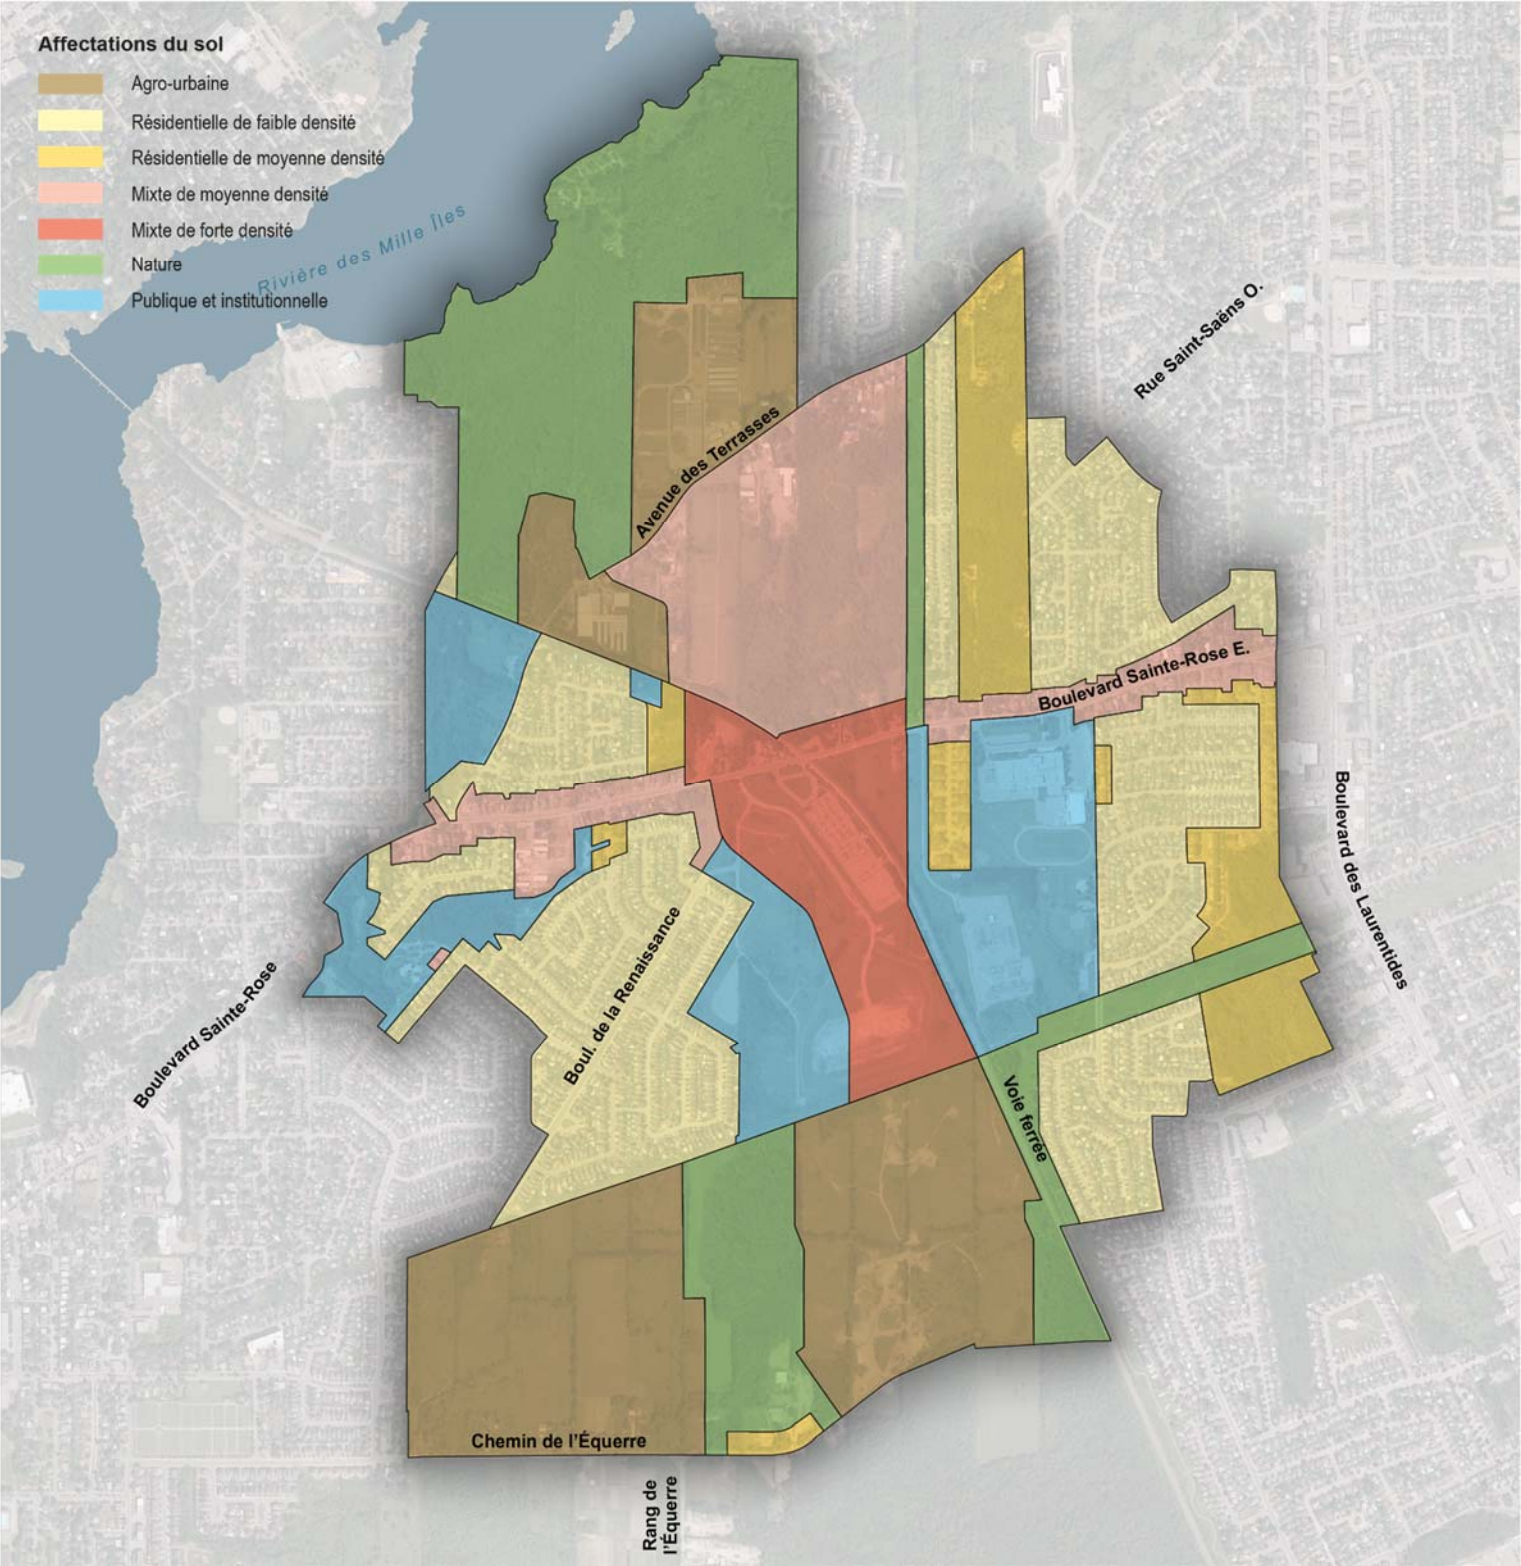 Affectations du sol
Agro-urbaine
Résidentielle de faible densité
Résidentielle de moyenne densité
Mixte de moyenne densité
Mixte de forte densité
Nature
Publique et institutionnelle
Rivière des Mille Îles
Rue Saint-Saëns O.
Avenue des Terrasses
Boulevard Sainte-Rose E.
Boulevard des Laurentides
Boul. de la Renaissance
Boulevard Sainte-Rose
Voie ferrée
Chemin de l'Équerre
Rang de
l'Équerre